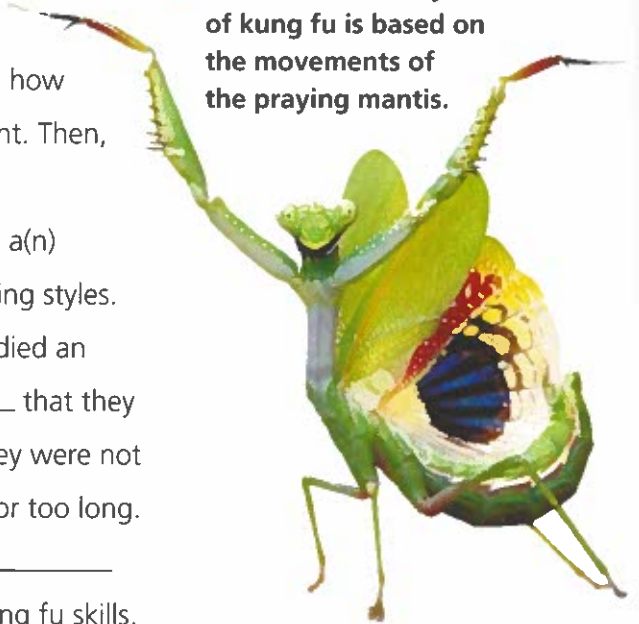 of kung fu is based on
the movements of
the praying mantis.
how
nt. Then,
a(n)
ing styles.
died an
that they
ey were not
or too long.
ng fu skills.